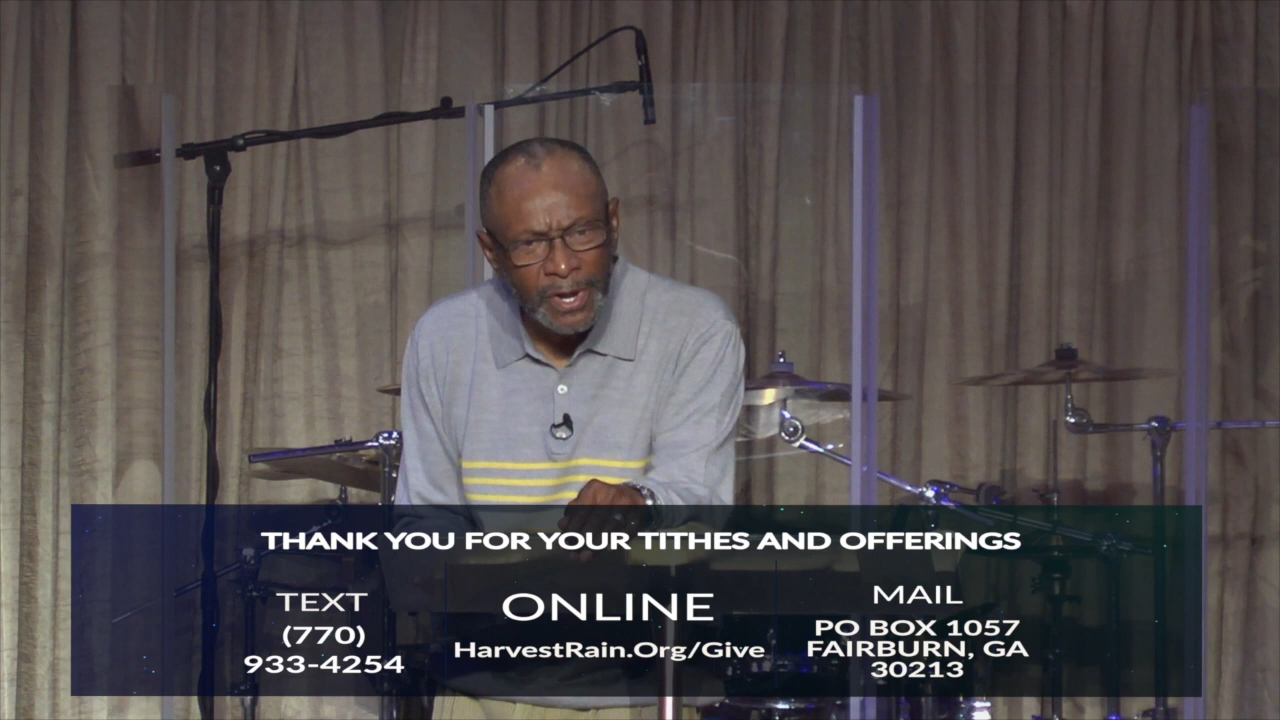 THANK YOU FOR YOUR TITHES AND OFFERINGS
TEXT
(770)
933-4254
ONLINE
HarvestRain.Org/Give
MAIL
PO BOX 1057
FAIRBURN, GA
30213